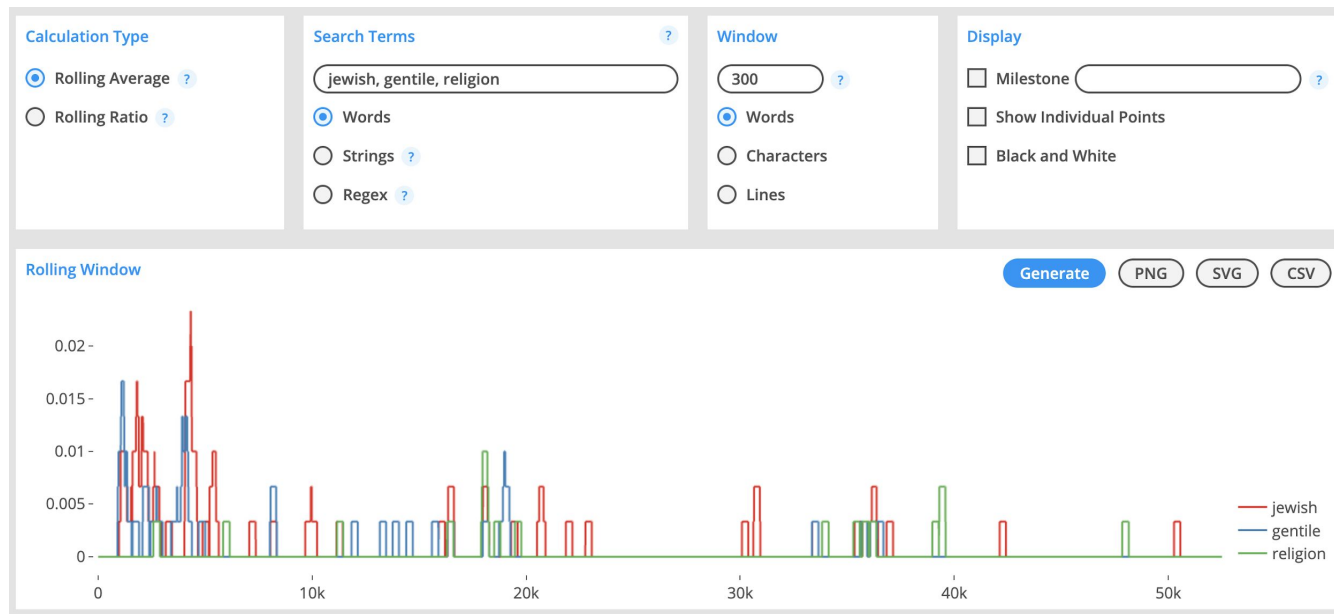 Calculation Type
Rolling Average ?
Rolling Ratio ?
Search Terms ?
jewish, gentile, religion
Words
Strings ?
Regex ?
Window
300 ?
Words
Characters
Lines
Display
Milestone ?
Show Individual Points
Black and White
Rolling Window
Generate PNG SVG CSV
0.02
0.015
0.01
0.005
0
0 10k 20k 30k 40k 50k
jewish
gentile
religion